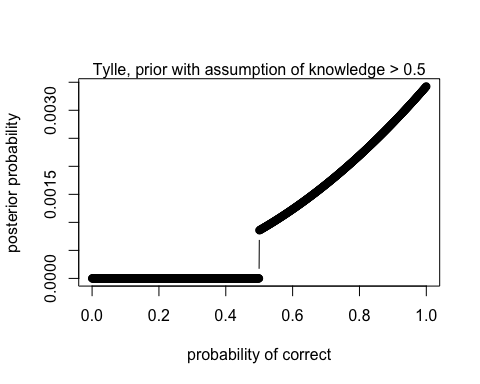 Tylle, prior with assumption of knowledge > 0.5
posterior probability
0.0030
0.0015
0.0000
0.0 0.2 0.4 0.6 0.8 1.0
probability of correct